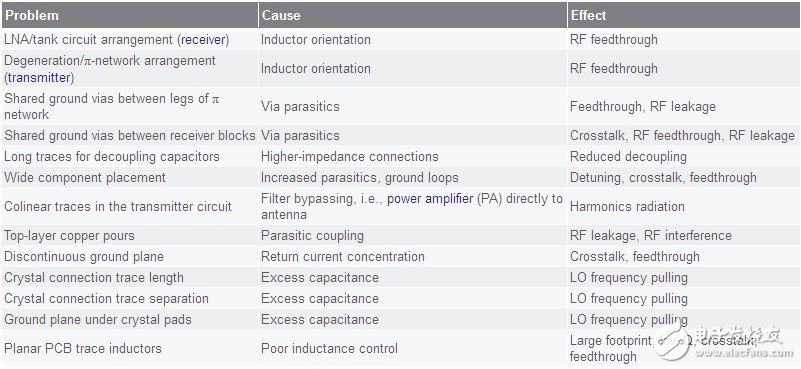 Problem Cause Effect
LNA/tank circuit arrangement (receiver) Inductor orientation RF feedthrough
Degeneration/π-network arrangement
(transmitter) Inductor orientation RF feedthrough
Shared ground vias between legs of π
network Via parasitics Feedthrough, RF leakage
Shared ground vias between receiver blocks Via parasitics Crosstalk, RF feedthrough, RF leakage
Long traces for decoupling capacitors Higher-impedance connections Reduced decoupling
Wide component placement Increased parasitics, ground loops Detuning, crosstalk, feedthrough
Colinear traces in the transmitter circuit Filter bypassing, i.e., power amplifier (PA) directly to
antenna Harmonics radiation
Top-layer copper pours Parasitic coupling RF leakage, RF interference
Discontinuous ground plane Return current concentration Crosstalk, feedthrough
Crystal connection trace length Excess capacitance LO frequency pulling
Crystal connection trace separation Excess capacitance LO frequency pulling
Ground plane under crystal pads Excess capacitance LO frequency pulling
Planar PCB trace inductors Poor inductance control Large footprint, Q, crosstalk,
feedthrough
电子发烧友
www.elecfans.com